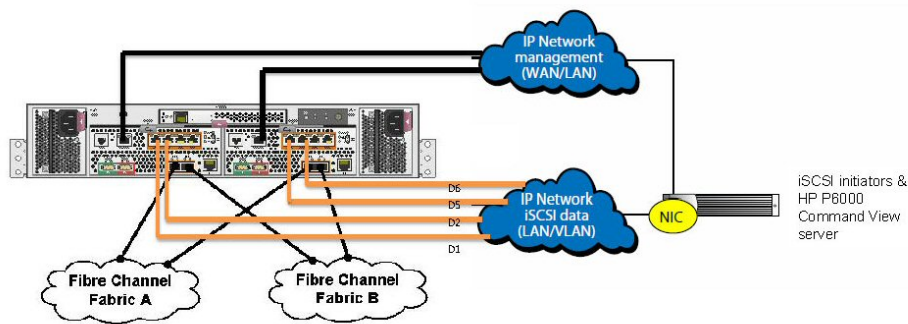 IP Network
management
(WAN/LAN)
D6
D5
D2
D1
IP Network
iSCSI data
(LAN/VLAN)
NIC
iSCSI initiators &
HP P6000
Command View
server
Fibre Channel
Fabric A
Fibre Channel
Fabric B